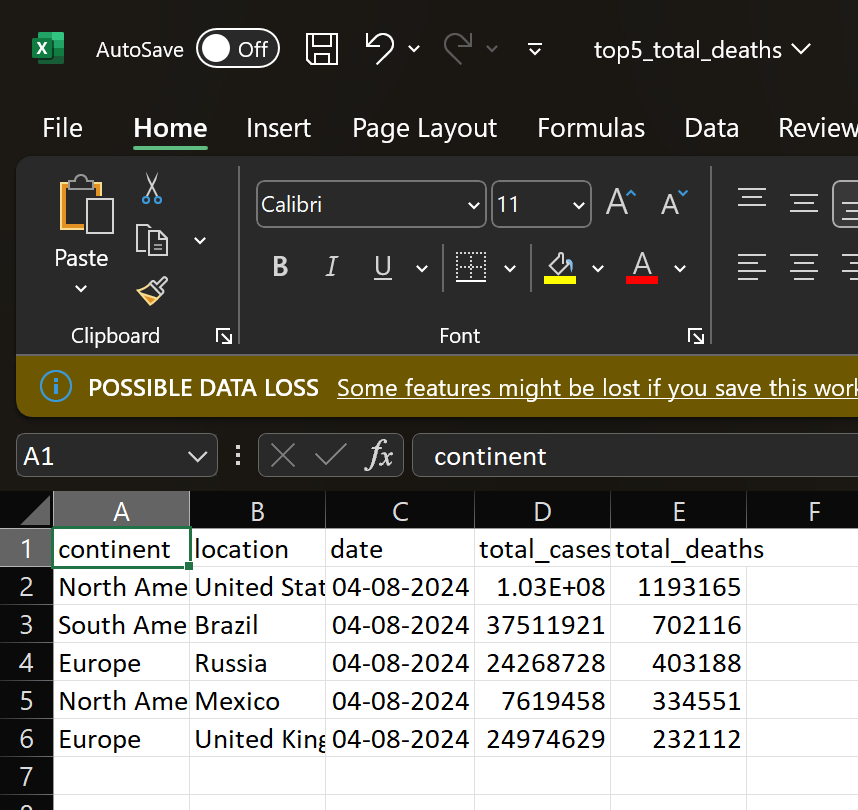 X AutoSave Off top5_total_deaths
File Home Insert Page Layout Formulas Data Review
Calibri 11 A A
Paste B I U A
Clipboard Font
i POSSIBLE DATA LOSS Some features might be lost if you save this work
A1 fx continent
A B C D E F
1 continent location date total_cases total_deaths
2 North Ame United Stat 04-08-2024 1.03E+08 1193165
3 South Ame Brazil 04-08-2024 37511921 702116
4 Europe Russia 04-08-2024 24268728 403188
5 North Ame Mexico 04-08-2024 7619458 334551
6 Europe United King 04-08-2024 24974629 232112
7